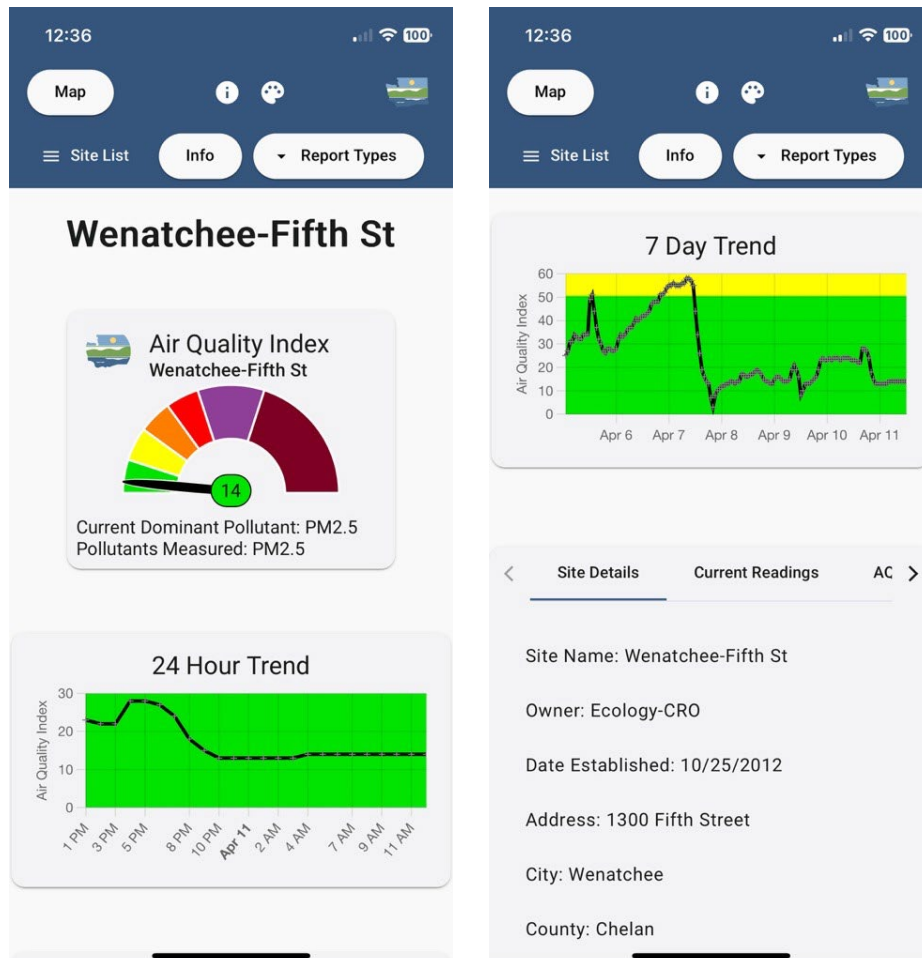 12:36
100
Map
Site List
Info
Report Types
Wenatchee-Fifth St
Air Quality Index
Wenatchee-Fifth St
14
Current Dominant Pollutant: PM2.5
Pollutants Measured: PM2.5
24 Hour Trend
Air Quality Index
30
20
10
0
1 PM
3 PM
5 PM
8 PM
10 PM
Apr 11
2 AM
4 AM
7 AM
9 AM
11 AM
12:36
100
Map
Site List
Info
Report Types
7 Day Trend
Air Quality Index
60
50
40
30
20
10
0
Apr 6
Apr 7
Apr 8
Apr 9
Apr 10
Apr 11
Site Details
Current Readings
AQ
Site Name: Wenatchee-Fifth St
Owner: Ecology-CRO
Date Established: 10/25/2012
Address: 1300 Fifth Street
City: Wenatchee
County: Chelan